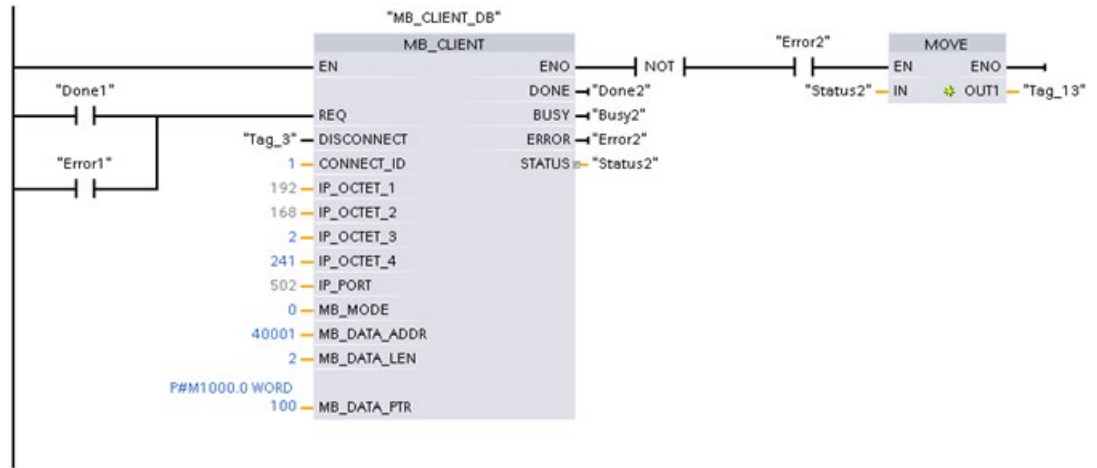 "MB_CLIENT_DB"
MB_CLIENT
EN ENO NOT "Error2" MOVE EN ENO
"Done1" DONE "Done2" "Status2" IN OUT1 "Tag_13"
REQ BUSY "Busy2"
"Tag_3" DISCONNECT ERROR "Error2"
"Error1" 1 CONNECT_ID STATUS "Status2"
192 IP_OCTET_1
168 IP_OCTET_2
2 IP_OCTET_3
241 IP_OCTET_4
502 IP_PORT
0 MB_MODE
40001 MB_DATA_ADDR
2 MB_DATA_LEN
P#M1000.0 WORD
100 MB_DATA_PTR